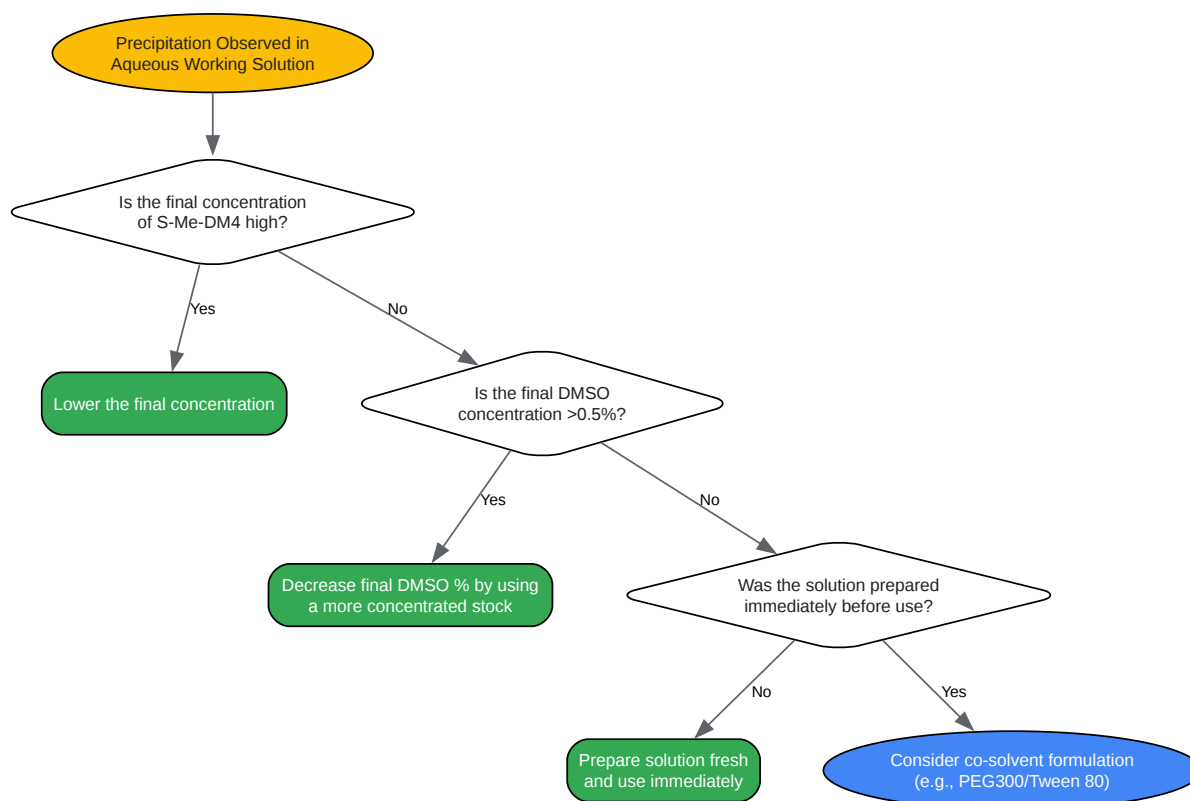 Precipitation Observed in
Aqueous Working Solution
Is the final concentration
of S-Me-DM4 high?
Yes
No
Lower the final concentration
Is the final DMSO
concentration >0.5%?
Yes
No
Decrease final DMSO % by using
a more concentrated stock
Was the solution prepared
immediately before use?
No
Yes
Prepare solution fresh
and use immediately
Consider co-solvent formulation
(e.g., PEG300/Tween 80)